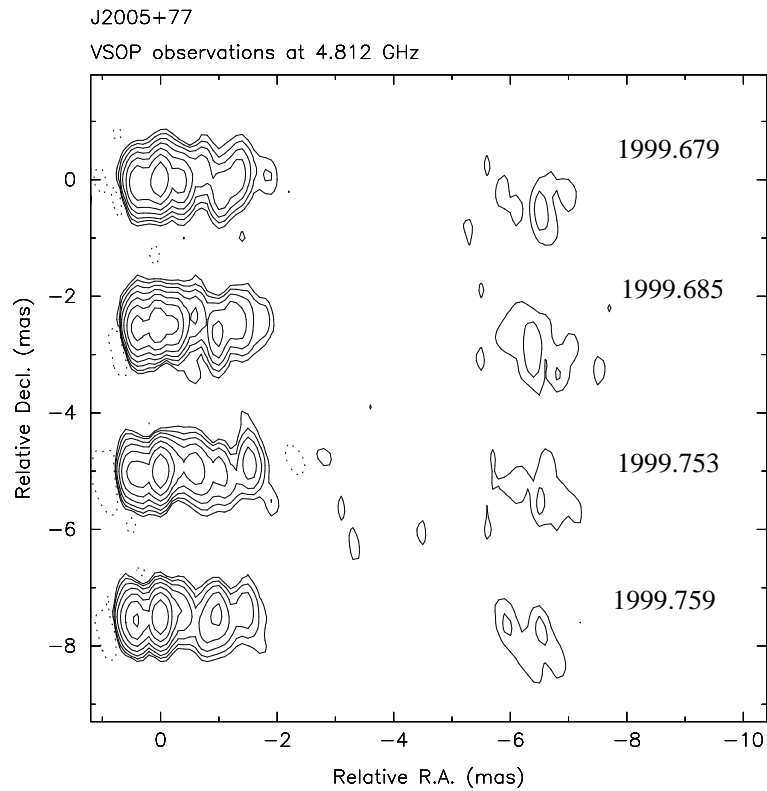 J2005+77
VSOP observations at 4.812 GHz
Relative Decl. (mas)
0
−2
−4
−6
−8
1999.679
1999.685
1999.753
1999.759
0 −2 −4 −6 −8 −10
Relative R.A. (mas)